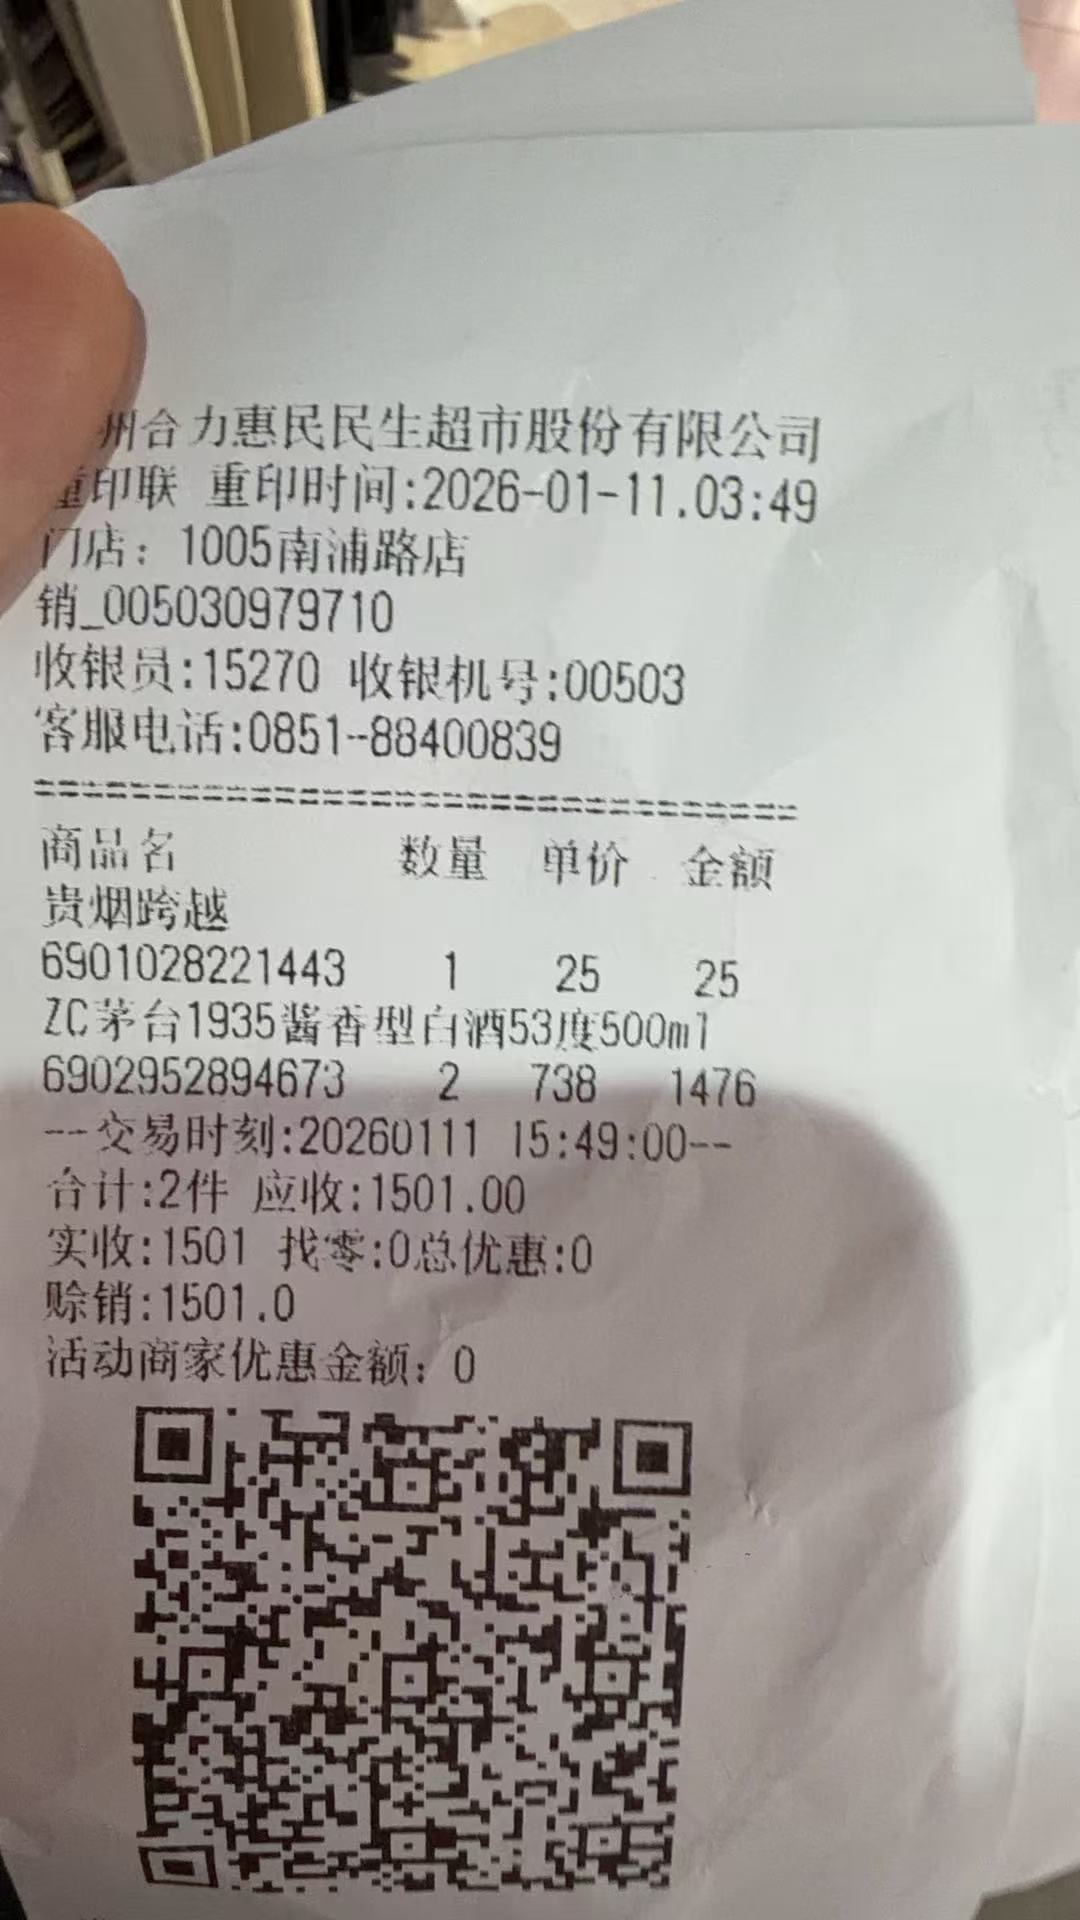 州合力惠民民生超市股份有限公司
重印联 重印时间:2026-01-11.03:49
门店：1005南浦路店
销_005030979710
收银员:15270 收银机号:00503
客服电话:0851-88400839
商品名 数量 单价 金额
贵烟跨越
6901028221443 1 25 25
ZC茅台1935酱香型白酒53度500ml
6902952894673 2 738 1476
--交易时刻:20260111 15:49:00--
合计:2件 应收:1501.00
实收:1501 找零:0总优惠:0
赊销:1501.0
活动商家优惠金额：0